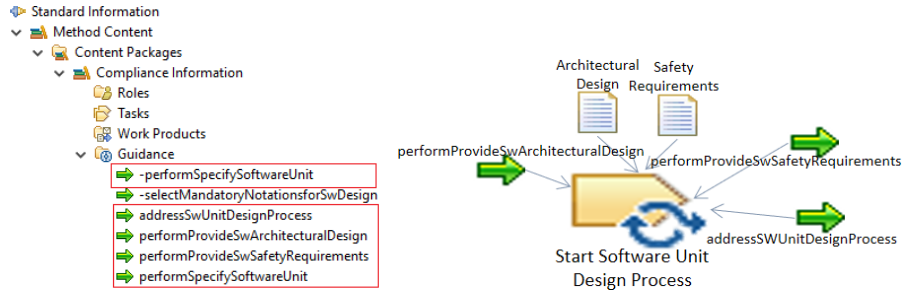 Standard Information
Method Content
Content Packages
Compliance Information
Roles
Tasks
Work Products
Guidance
-performSpecifySoftwareUnit
-selectMandatoryNotationsforSwDesign
addressSwUnitDesignProcess
performProvideSwArchitecturalDesign
performProvideSwSafetyRequirements
performSpecifySoftwareUnit
Architectural
Design
Safety
Requirements
performProvideSwArchitecturalDesign
performProvideSwSafetyRequirements
addressSWUnitDesignProcess
Start Software Unit
Design Process